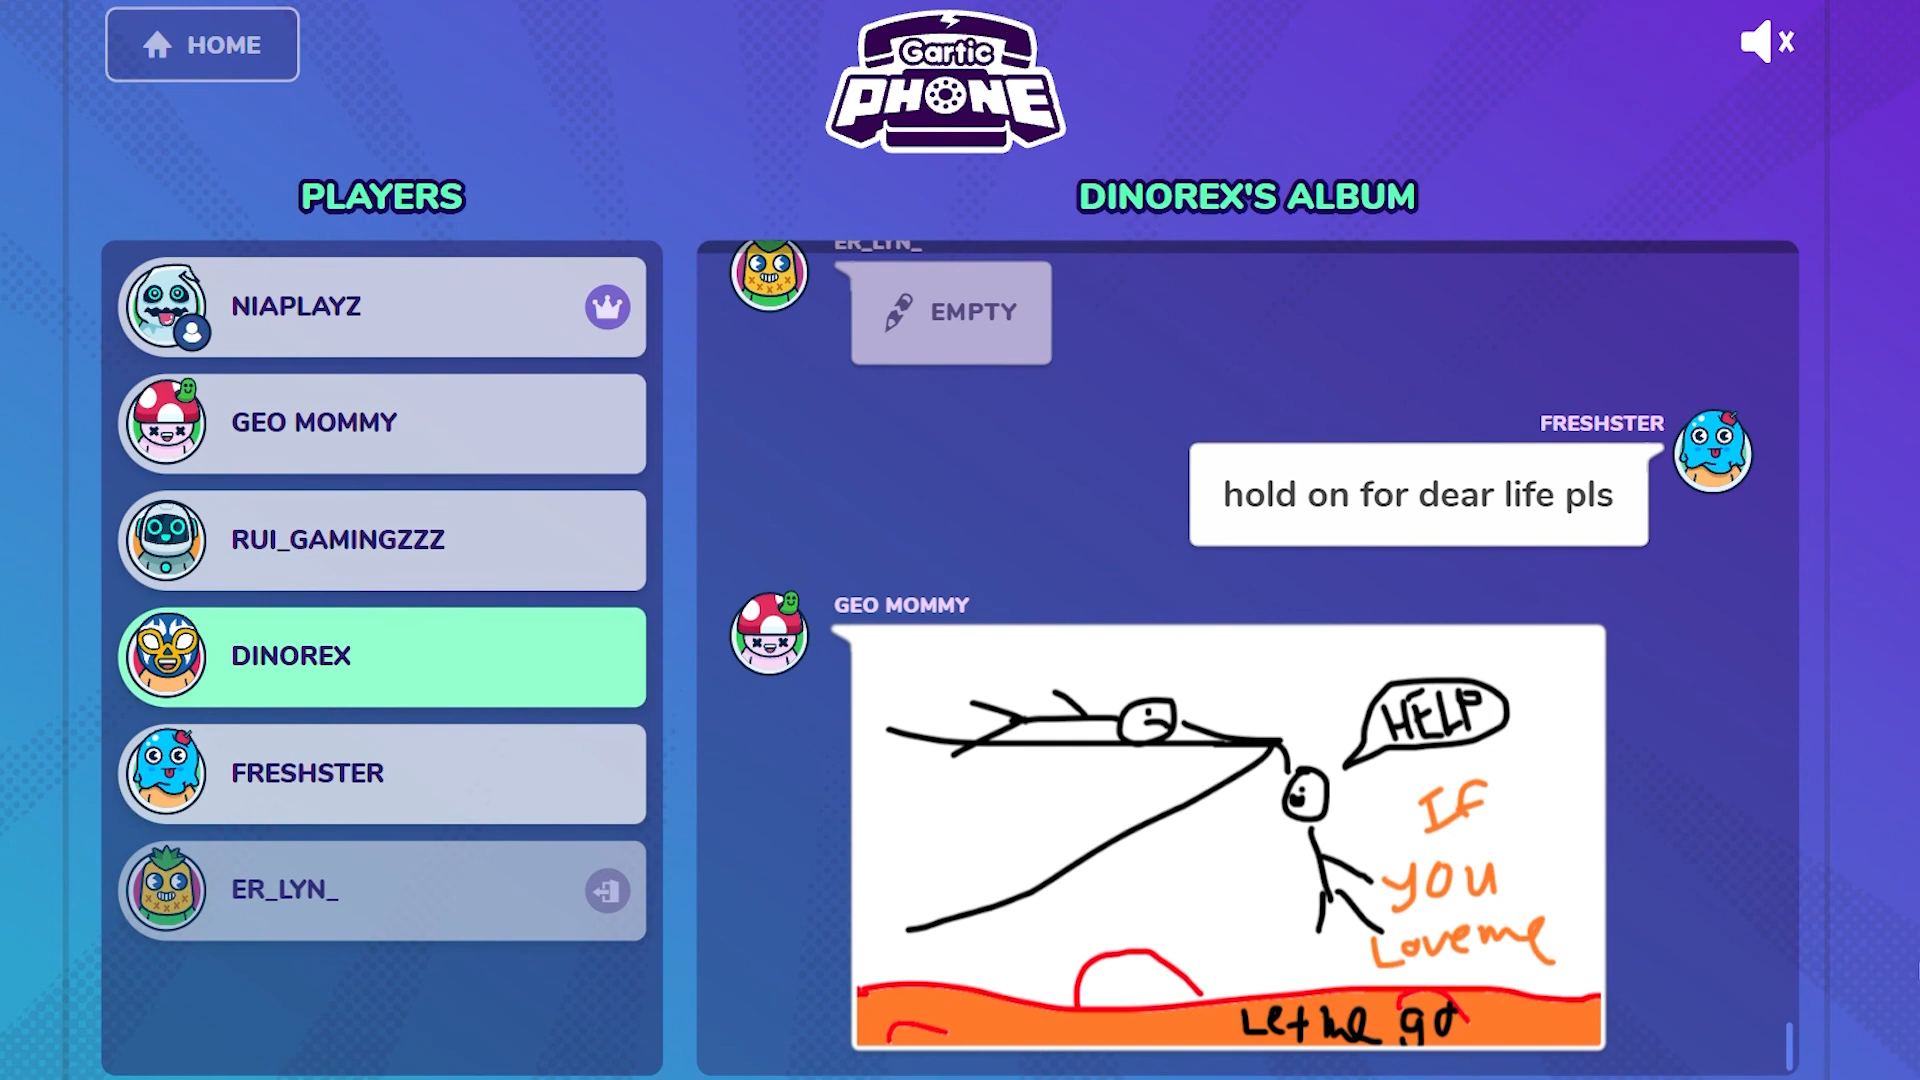 HOME
Gartic
PHONE
X
PLAYERS
NIAPLAYZ
GEO MOMMY
RUI_GAMINGZZZ
DINOREX
FRESHSTER
ER_LYN_
DINOREX'S ALBUM
ER_LYN_
EMPTY
FRESHSTER
hold on for dear life pls
GEO MOMMY
HELP
If
you
Love me
Let me go